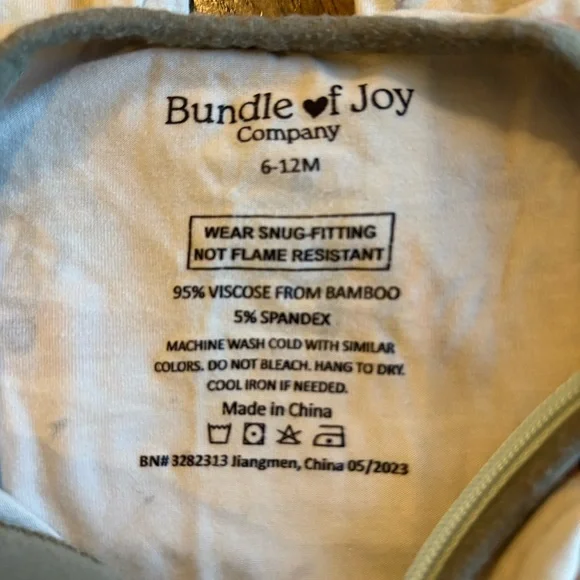 Bundle of Joy
Company
6-12M
WEAR SNUG-FITTING
NOT FLAME RESISTANT
95% VISCOSE FROM BAMBOO
5% SPANDEX
MACHINE WASH COLD WITH SIMILAR
COLORS. DO NOT BLEACH. HANG TO DRY.
COOL IRON IF NEEDED.
Made in China
BN# 3282313 Jiangmen, China 05/2023